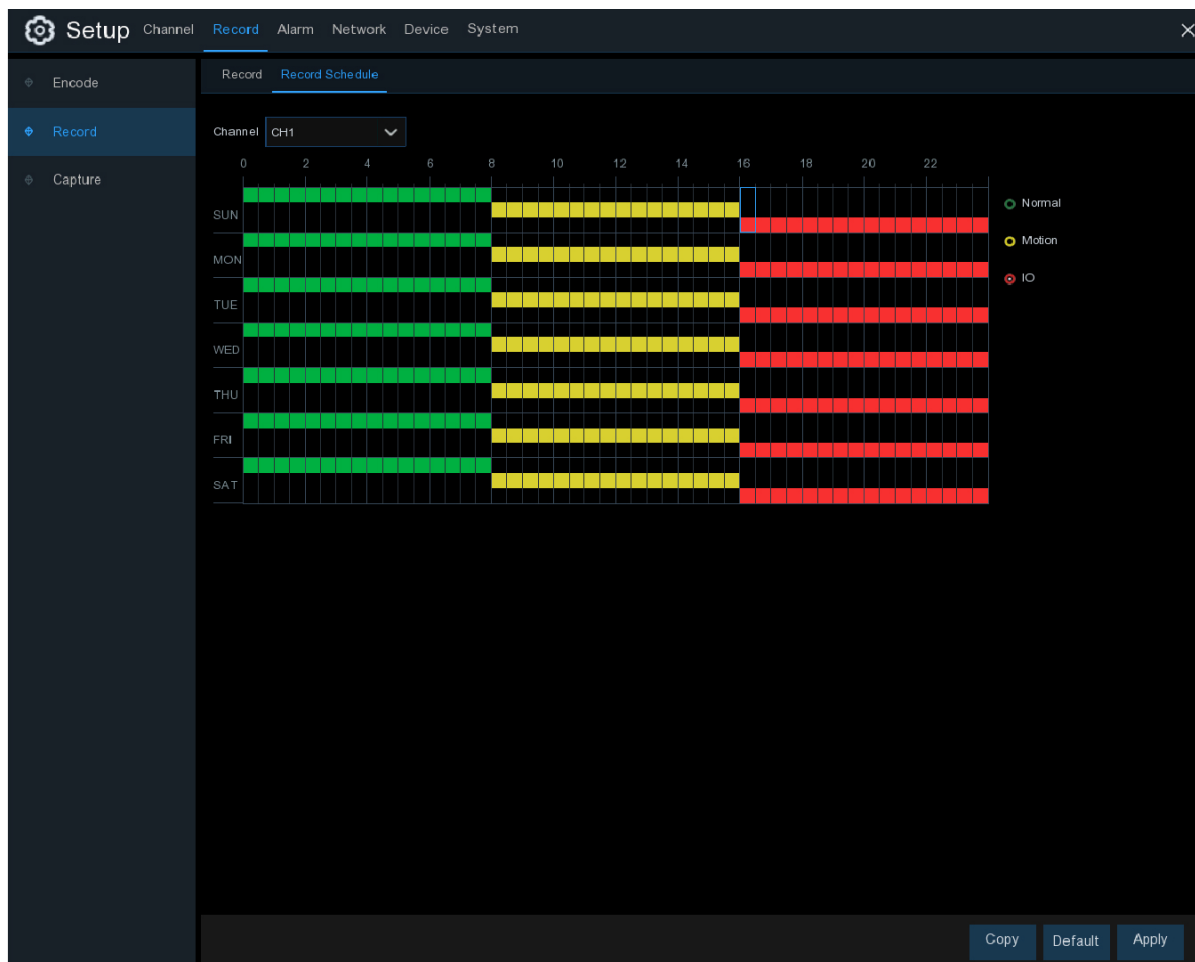 Setup Channel Record Alarm Network Device System
Encode
Record
Capture
Record Record Schedule
Channel CH1
0 2 4 6 8 10 12 14 16 18 20 22
SUN
MON
TUE
WED
THU
FRI
SAT
Normal
Motion
IO
Copy Default Apply